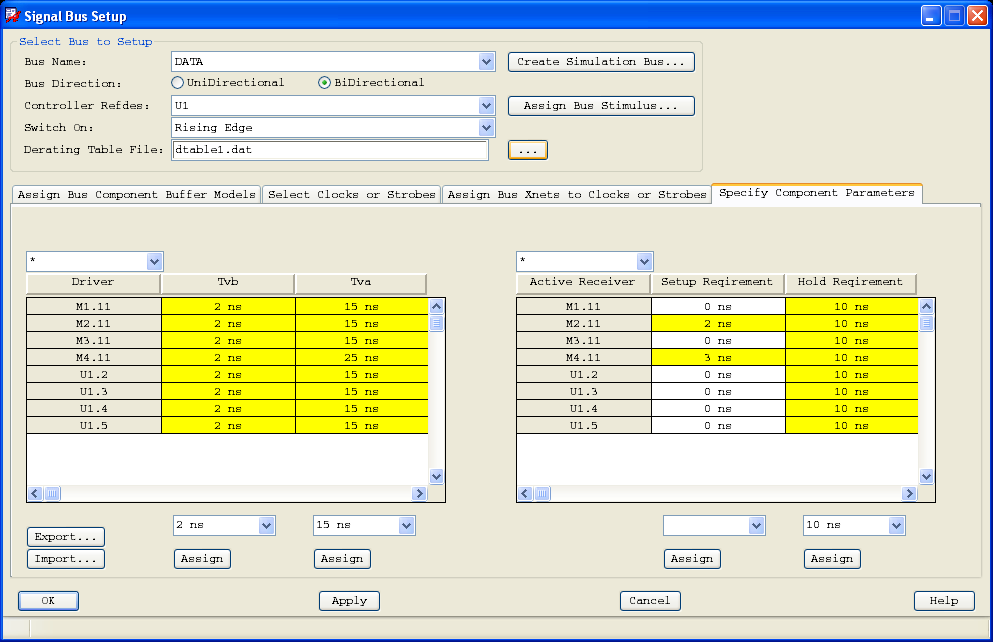 Signal Bus Setup
Select Bus to Setup
Bus Name: DATA Create Simulation Bus...
Bus Direction: UniDirectional BiDirectional
Controller Refdes: U1 Assign Bus Stimulus...
Switch On: Rising Edge
Derating Table File: dtable1.dat ...
Assign Bus Component Buffer Models Select Clocks or Strobes Assign Bus Xnets to Clocks or Strobes Specify Component Parameters
* *
Driver Tvb Tva Active Receiver Setup Reqirement Hold Reqirement
M1.11 2 ns 15 ns M1.11 0 ns 10 ns
M2.11 2 ns 15 ns M2.11 2 ns 10 ns
M3.11 2 ns 15 ns M3.11 0 ns 10 ns
M4.11 2 ns 25 ns M4.11 3 ns 10 ns
U1.2 2 ns 15 ns U1.2 0 ns 10 ns
U1.3 2 ns 15 ns U1.3 0 ns 10 ns
U1.4 2 ns 15 ns U1.4 0 ns 10 ns
U1.5 2 ns 15 ns U1.5 0 ns 10 ns
2 ns 15 ns 10 ns
Export...
Import... Assign Assign Assign Assign
OK Apply Cancel Help